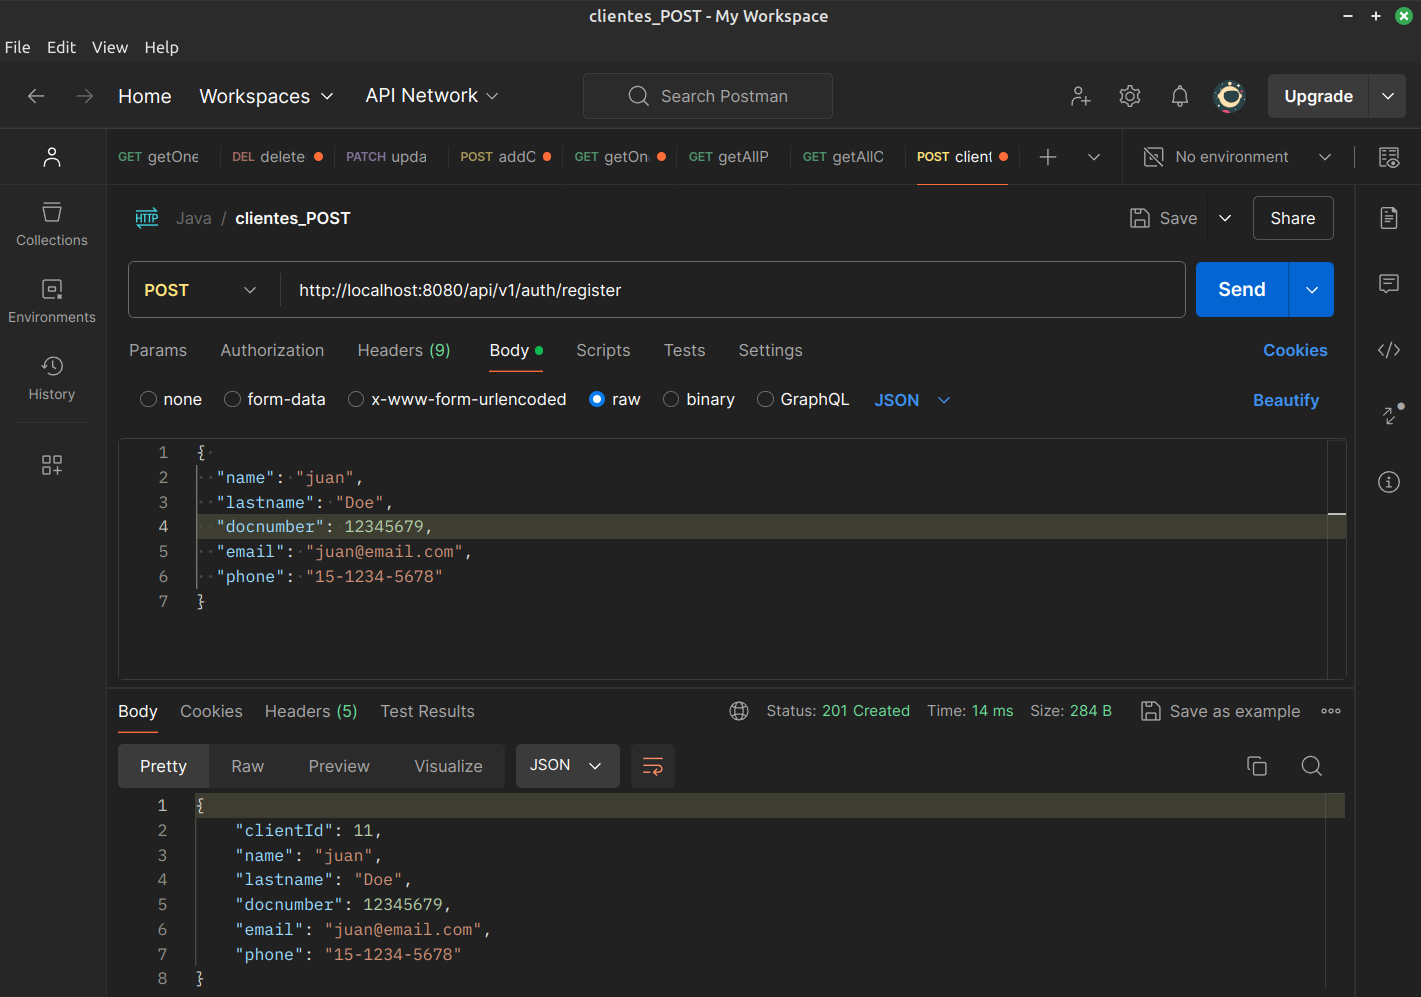 clientes_POST - My Workspace
File Edit View Help
Home Workspaces API Network Search Postman Upgrade
GET getOne DEL delete PATCH upda POST addC GET getOn GET getAllP GET getAllC POST client No environment
HTTP Java / clientes_POST Save Share
Collections
Environments
History
POST http://localhost:8080/api/v1/auth/register Send
Params Authorization Headers (9) Body Scripts Tests Settings Cookies
none form-data x-www-form-urlencoded raw binary GraphQL JSON Beautify
1 {
2 "name": "juan",
3 "lastname": "Doe",
4 "docnumber": 12345679,
5 "email": "juan@email.com",
6 "phone": "15-1234-5678"
7 }
Body Cookies Headers (5) Test Results Status: 201 Created Time: 14 ms Size: 284 B Save as example
Pretty Raw Preview Visualize JSON
1 {
2 "clientId": 11,
3 "name": "juan",
4 "lastname": "Doe",
5 "docnumber": 12345679,
6 "email": "juan@email.com",
7 "phone": "15-1234-5678"
8 }